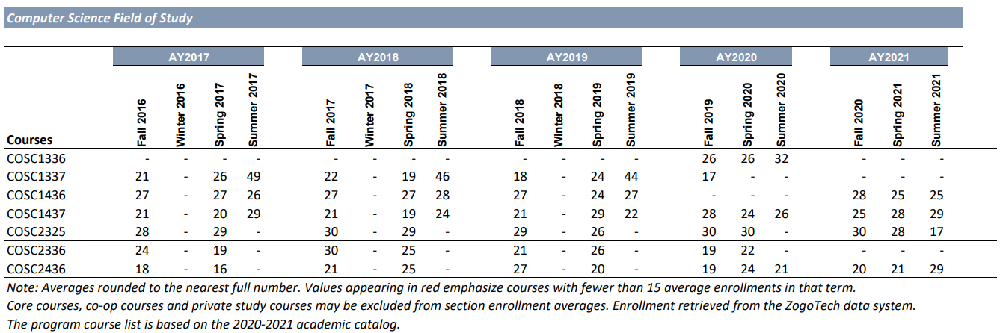 Computer Science Field of Study
AY2017 AY2018 AY2019 AY2020 AY2021
Courses Fall 2016 Winter 2016 Spring 2017 Summer 2017 Fall 2017 Winter 2017 Spring 2018 Summer 2018 Fall 2018 Winter 2018 Spring 2019 Summer 2019 Fall 2019 Spring 2020 Summer 2020 Fall 2020 Spring 2021 Summer 2021
COSC1336 - - - - - - - - - - - - 26 26 32 - - -
COSC1337 21 - 26 49 22 - 19 46 18 - 24 44 17 - - - - -
COSC1436 27 - 27 26 27 - 27 28 27 - 24 27 - - - 28 25 25
COSC1437 21 - 20 29 21 - 19 24 21 - 29 22 28 24 26 25 28 29
COSC2325 28 - 29 - 30 - 29 - 29 - 26 - 30 30 - 30 28 17
COSC2336 24 - 19 - 30 - 25 - 21 - 26 - 19 22 - - - -
COSC2436 18 - 16 - 21 - 25 - 27 - 20 - 19 24 21 20 21 29
Note: Averages rounded to the nearest full number. Values appearing in red emphasize courses with fewer than 15 average enrollments in that term.
Core courses, co-op courses and private study courses may be excluded from section enrollment averages. Enrollment retrieved from the ZogoTech data system.
The program course list is based on the 2020-2021 academic catalog.